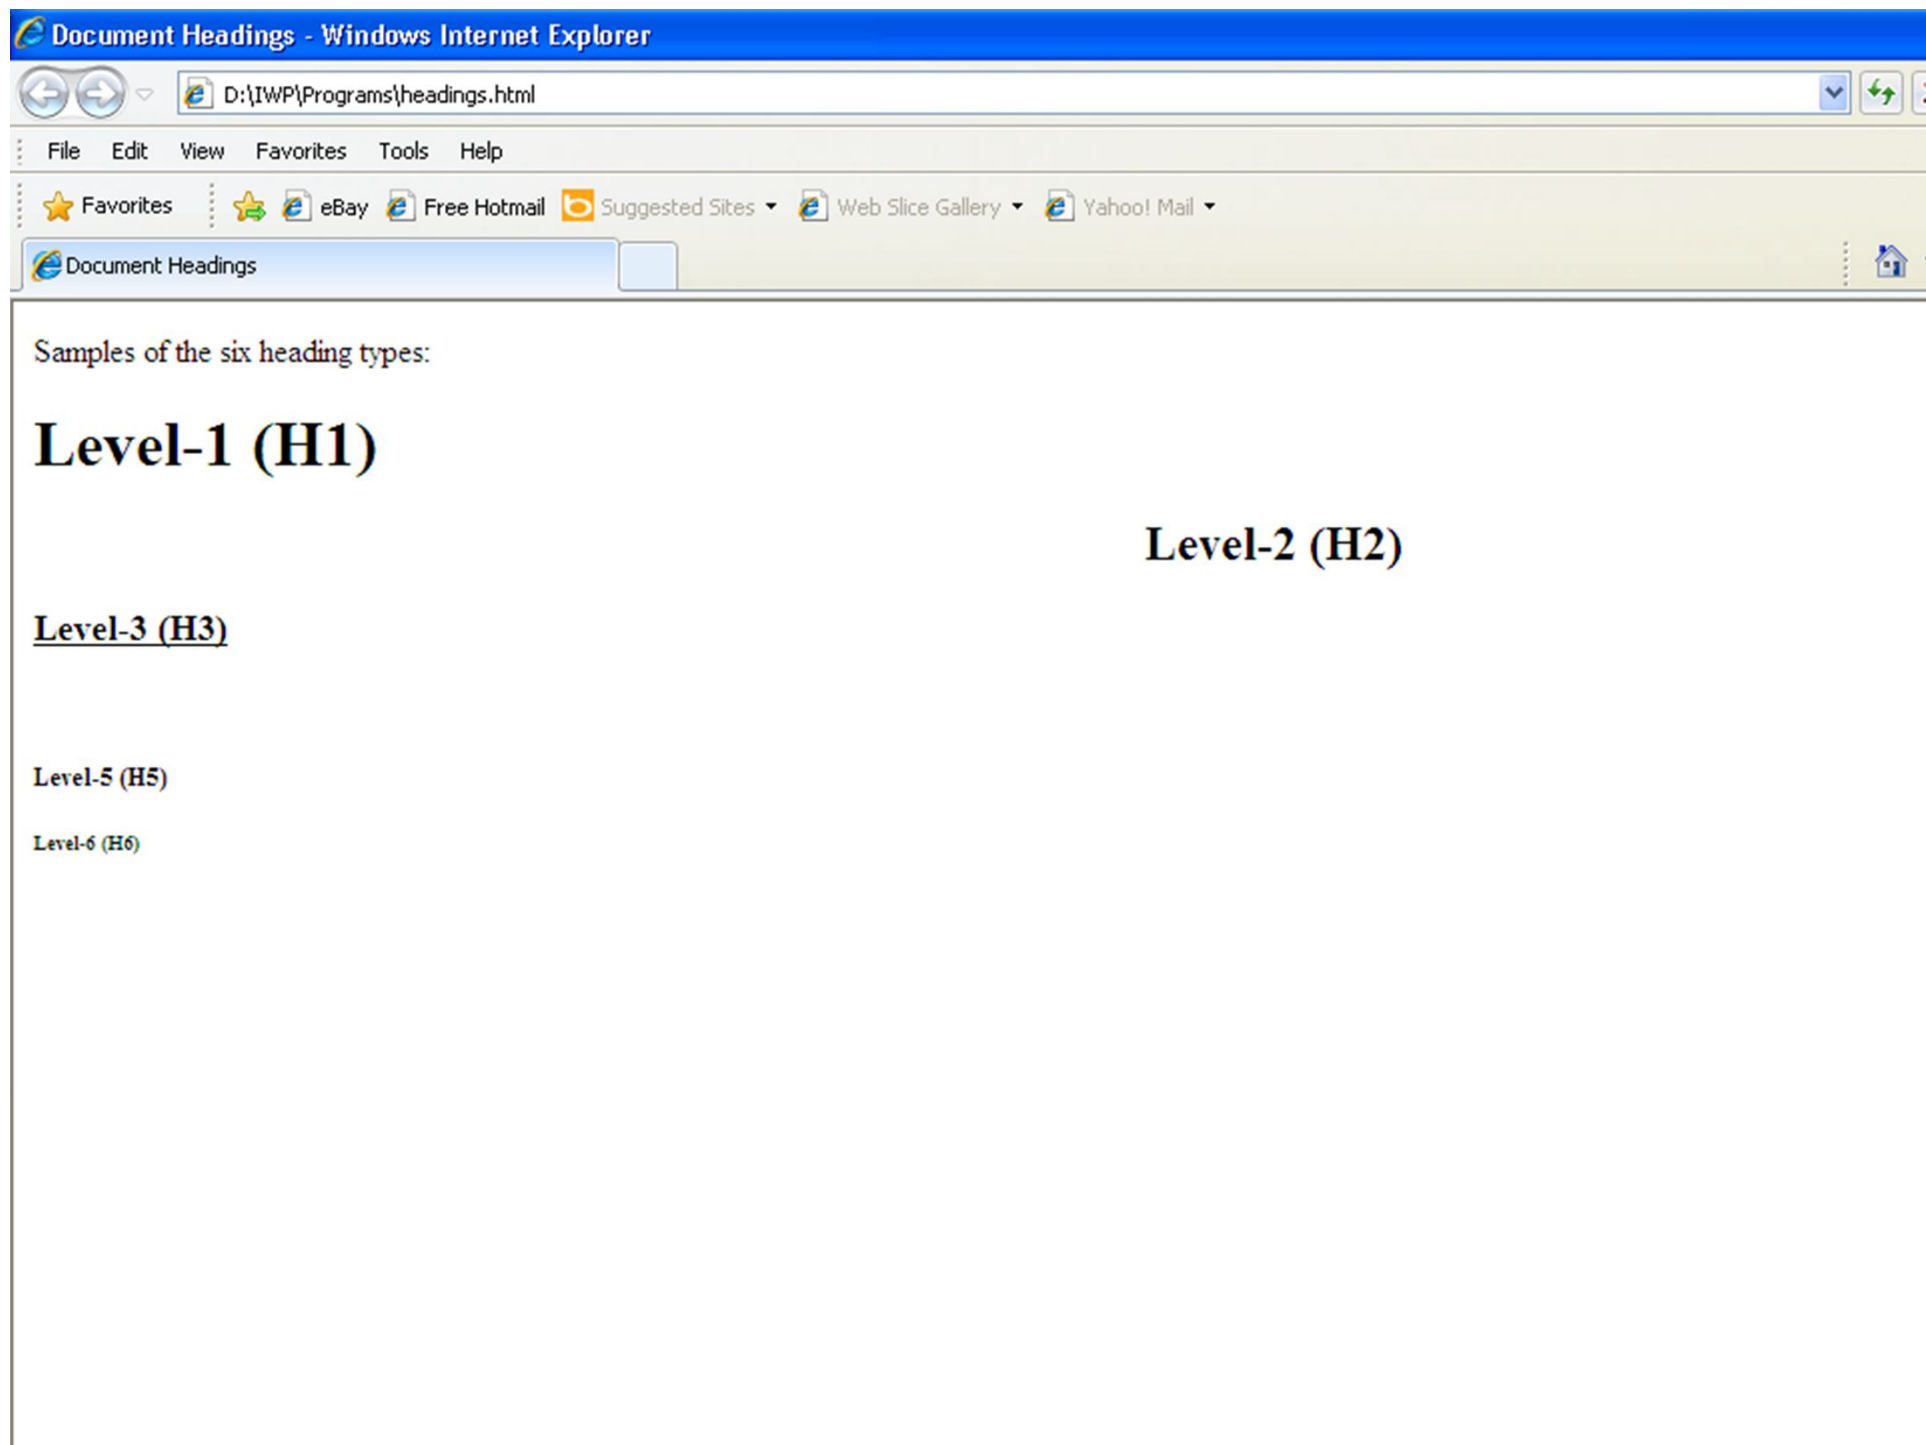 Document Headings - Windows Internet Explorer
D:\IWP\Programs\headings.html
File Edit View Favorites Tools Help
Favorites eBay Free Hotmail Suggested Sites Web Slice Gallery Yahoo! Mail
Document Headings
Samples of the six heading types:
Level-1 (H1)
Level-2 (H2)
Level-3 (H3)
Level-5 (H5)
Level-6 (H6)